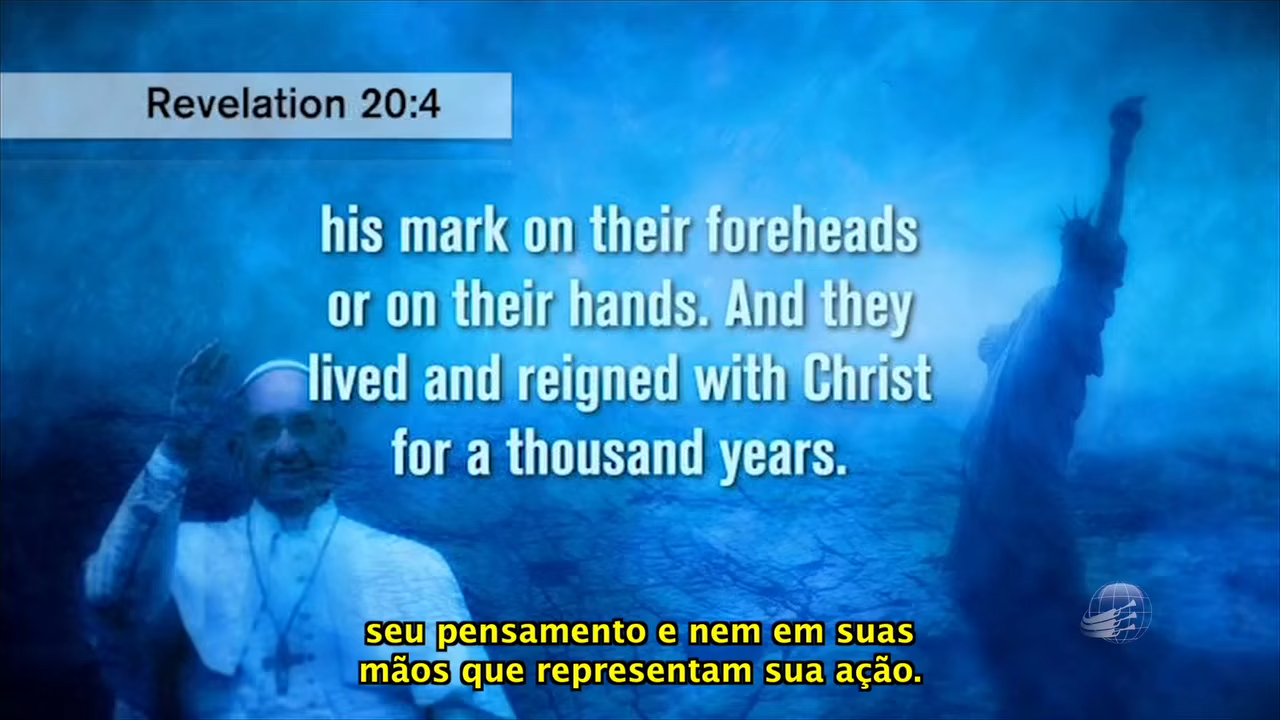 Revelation 20:4
his mark on their foreheads
or on their hands. And they
lived and reigned with Christ
for a thousand years.
seu pensamento e nem em suas
mãos que representam sua ação.